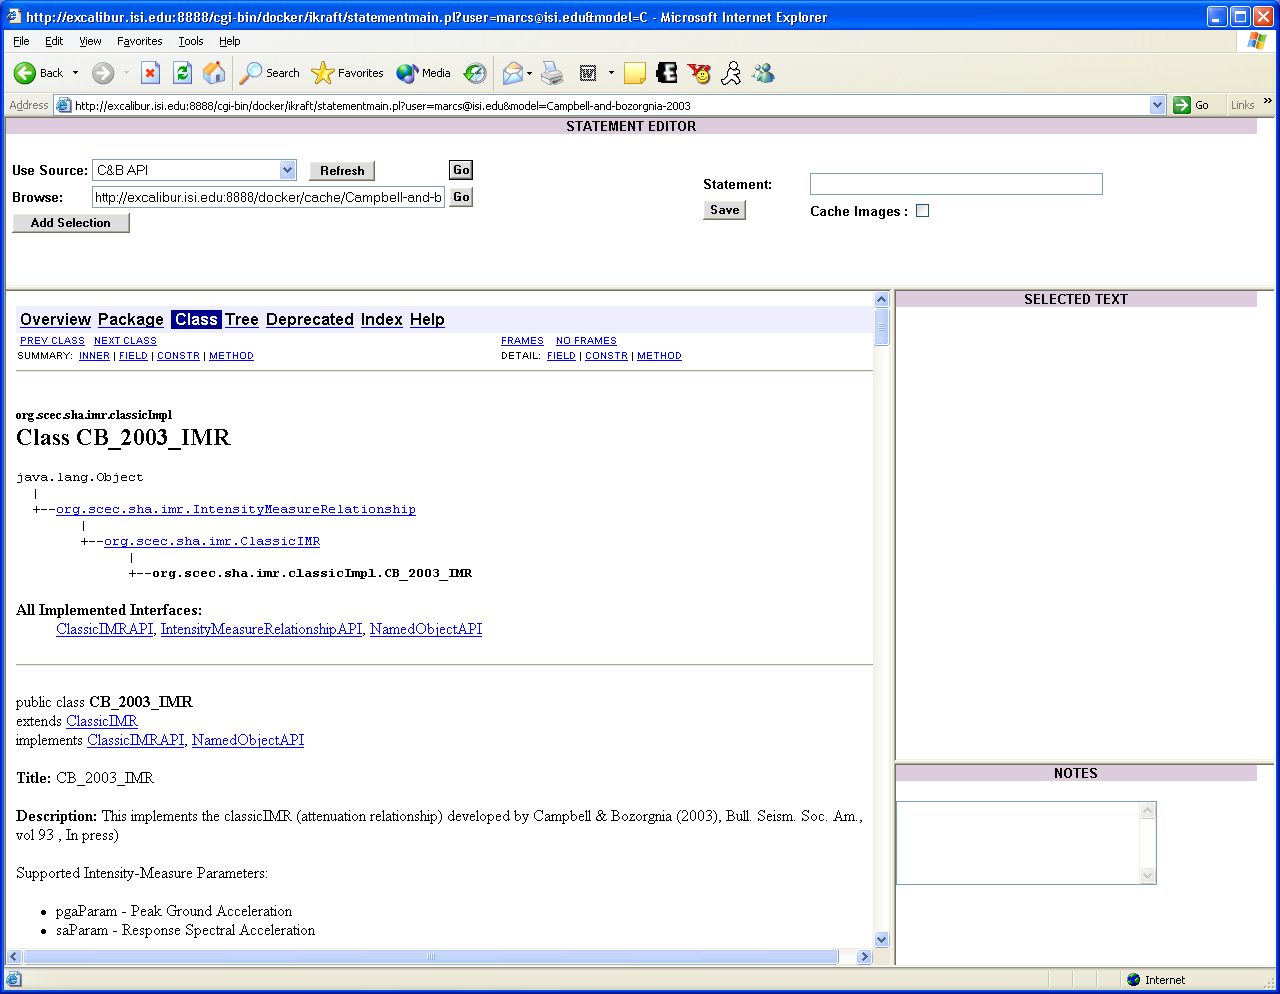 http://excalibur.isi.edu:8888/cgi-bin/docker/ikraft/statementmain.pl?user=marcs@isi.edu&model=C - Microsoft Internet Explorer
File Edit View Favorites Tools Help
Back Search Favorites Media
Address http://excalibur.isi.edu:8888/cgi-bin/docker/ikraft/statementmain.pl?user=marcs@isi.edu&model=Campbell-and-bozorgnia-2003 Go Links »
STATEMENT EDITOR
Use Source: C&B API Refresh Go
Browse: http://excalibur.isi.edu:8888/docker/cache/Campbell-and-b Go
Add Selection
Statement:
Save Cache Images :
Overview Package Class Tree Deprecated Index Help
PREV CLASS NEXT CLASS FRAMES NO FRAMES
SUMMARY: INNER | FIELD | CONSTR | METHOD DETAIL: FIELD | CONSTR | METHOD
org.scec.sha.imr.classicImpl
Class CB_2003_IMR
java.lang.Object
|
+--org.scec.sha.imr.IntensityMeasureRelationship
|
+--org.scec.sha.imr.ClassicIMR
|
+--org.scec.sha.imr.classicImpl.CB_2003_IMR
All Implemented Interfaces:
ClassicIMRAPI, IntensityMeasureRelationshipAPI, NamedObjectAPI
public class CB_2003_IMR
extends ClassicIMR
implements ClassicIMRAPI, NamedObjectAPI
Title: CB_2003_IMR
Description: This implements the classicIMR (attenuation relationship) developed by Campbell & Bozorgnia (2003), Bull. Seism. Soc. Am.,
vol 93 , In press)
Supported Intensity-Measure Parameters:
• pgaParam - Peak Ground Acceleration
• saParam - Response Spectral Acceleration
SELECTED TEXT
NOTES
Internet